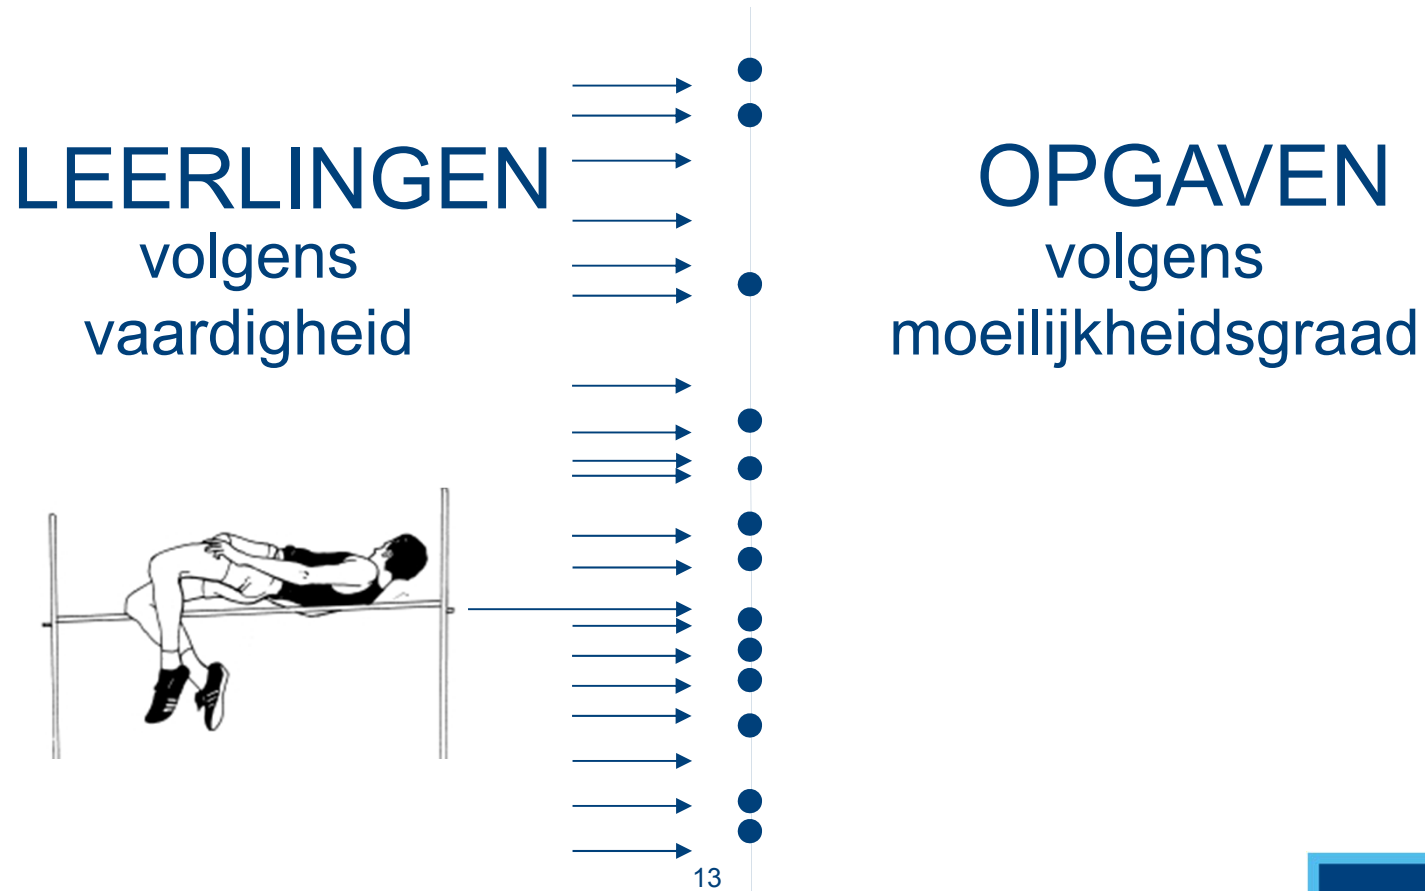 LEERLINGEN
volgens
vaardigheid
OPGAVEN
volgens
moeilijkheidsgraad
13